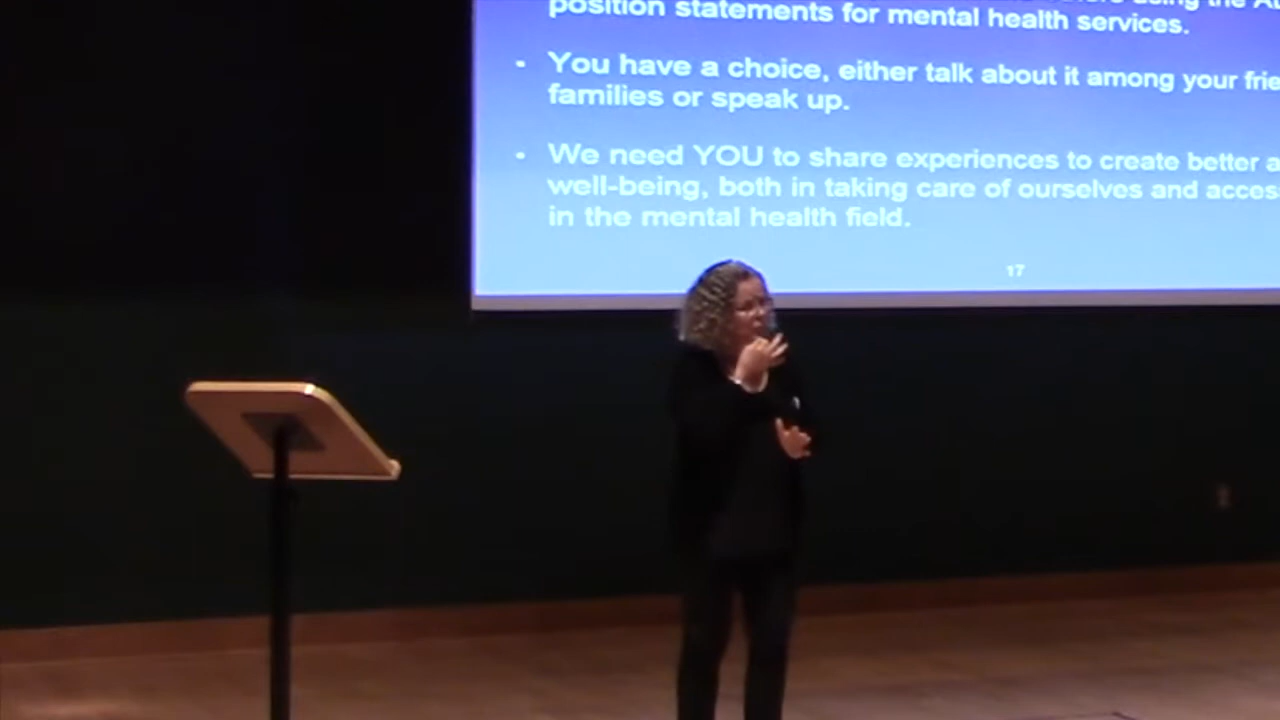 using the
position statements for mental health services.
• You have a choice, either talk about it among your
families or speak up.
• We need YOU to share experiences to create better
well-being, both in taking care of ourselves and
in the mental health field.
17